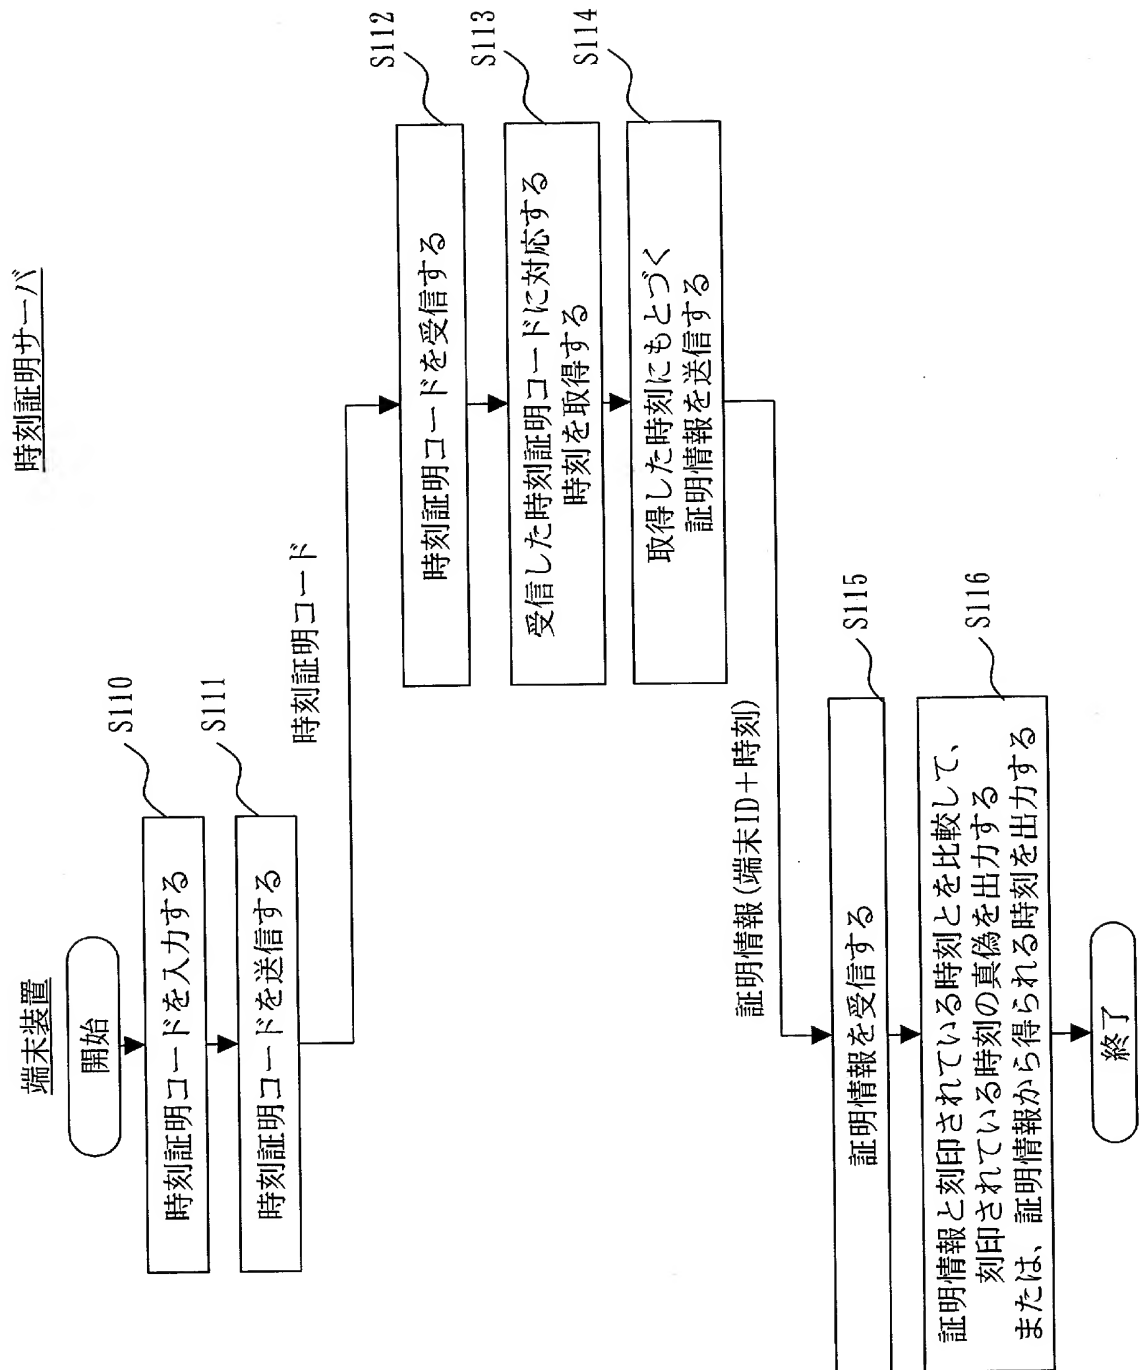 端末装置
時刻証明サーバ
開始
時刻証明コードを入力する
S110
時刻証明コードを送信する
S111
時刻証明コード
時刻証明コードを受信する
S112
受信した時刻証明コードに対応する
時刻を取得する
S113
取得した時刻にもとづく
証明情報を送信する
S114
証明情報(端末ID＋時刻)
証明情報を受信する
S115
証明情報と刻印されている時刻とを比較して、
刻印されている時刻の真偽を出力する
または、証明情報から得られる時刻を出力する
S116
終了